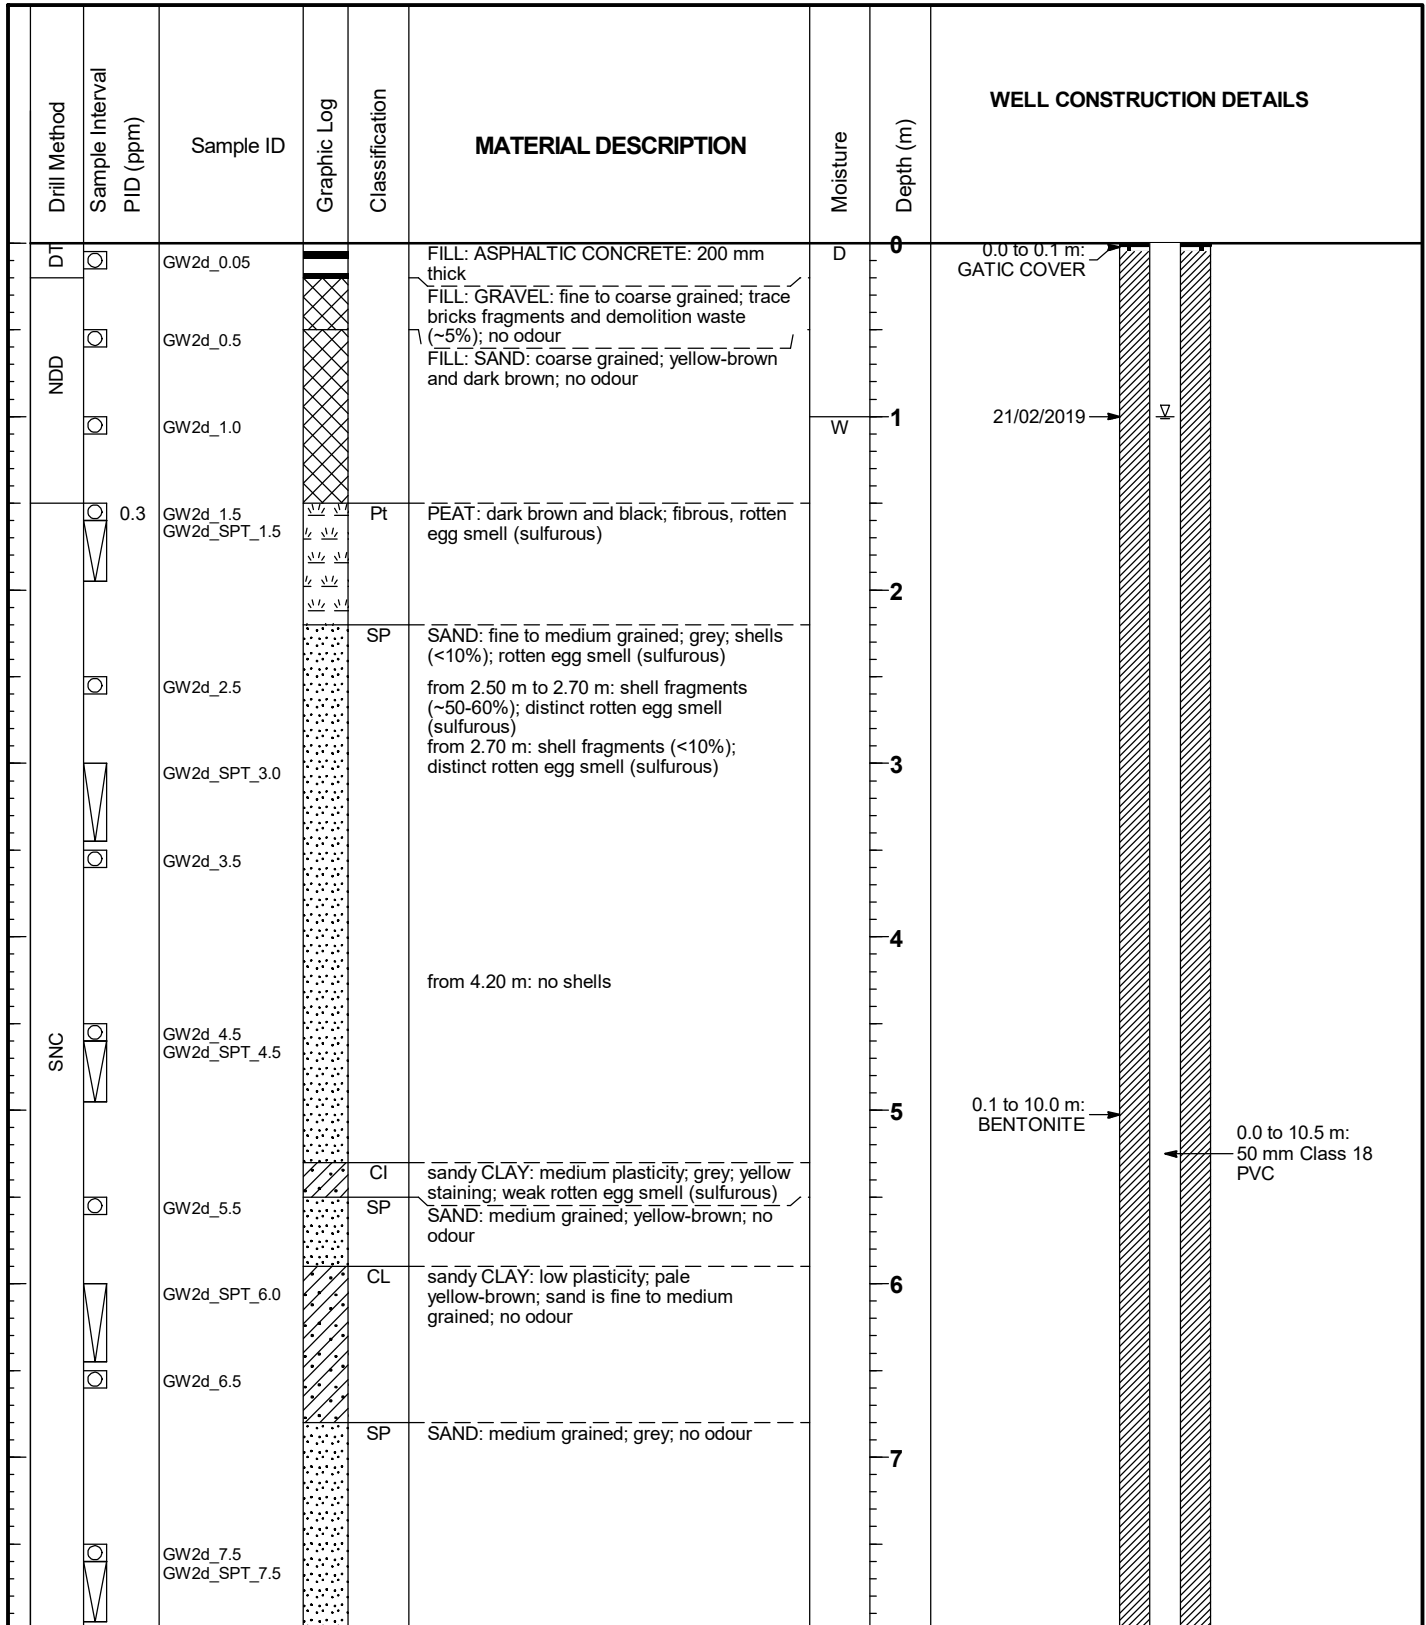 Drill Method
Sample Interval
PID (ppm)
Sample ID
Graphic Log
Classification
MATERIAL DESCRIPTION
Moisture
Depth (m)
WELL CONSTRUCTION DETAILS
DT
GW2d_0.05
FILL: ASPHALTIC CONCRETE: 200 mm
thick
D
0
0.0 to 0.1 m:
GATIC COVER
FILL: GRAVEL: fine to coarse grained; trace
bricks fragments and demolition waste
(~5%); no odour
NDD
GW2d_0.5
FILL: SAND: coarse grained; yellow-brown
and dark brown; no odour
GW2d_1.0
W
1
21/02/2019
0.3
GW2d_1.5
GW2d_SPT_1.5
Pt
PEAT: dark brown and black; fibrous, rotten
egg smell (sulfurous)
2
SP
SAND: fine to medium grained; grey; shells
(<10%); rotten egg smell (sulfurous)
GW2d_2.5
from 2.50 m to 2.70 m: shell fragments
(~50-60%); distinct rotten egg smell
(sulfurous)
from 2.70 m: shell fragments (<10%);
distinct rotten egg smell (sulfurous)
GW2d_SPT_3.0
3
GW2d_3.5
4
from 4.20 m: no shells
SNC
GW2d_4.5
GW2d_SPT_4.5
5
0.1 to 10.0 m:
BENTONITE
0.0 to 10.5 m:
50 mm Class 18
PVC
CI
sandy CLAY: medium plasticity; grey; yellow
staining; weak rotten egg smell (sulfurous)
GW2d_5.5
SP
SAND: medium grained; yellow-brown; no
odour
CL
sandy CLAY: low plasticity; pale
yellow-brown; sand is fine to medium
grained; no odour
GW2d_SPT_6.0
6
GW2d_6.5
SP
SAND: medium grained; grey; no odour
7
GW2d_7.5
GW2d_SPT_7.5